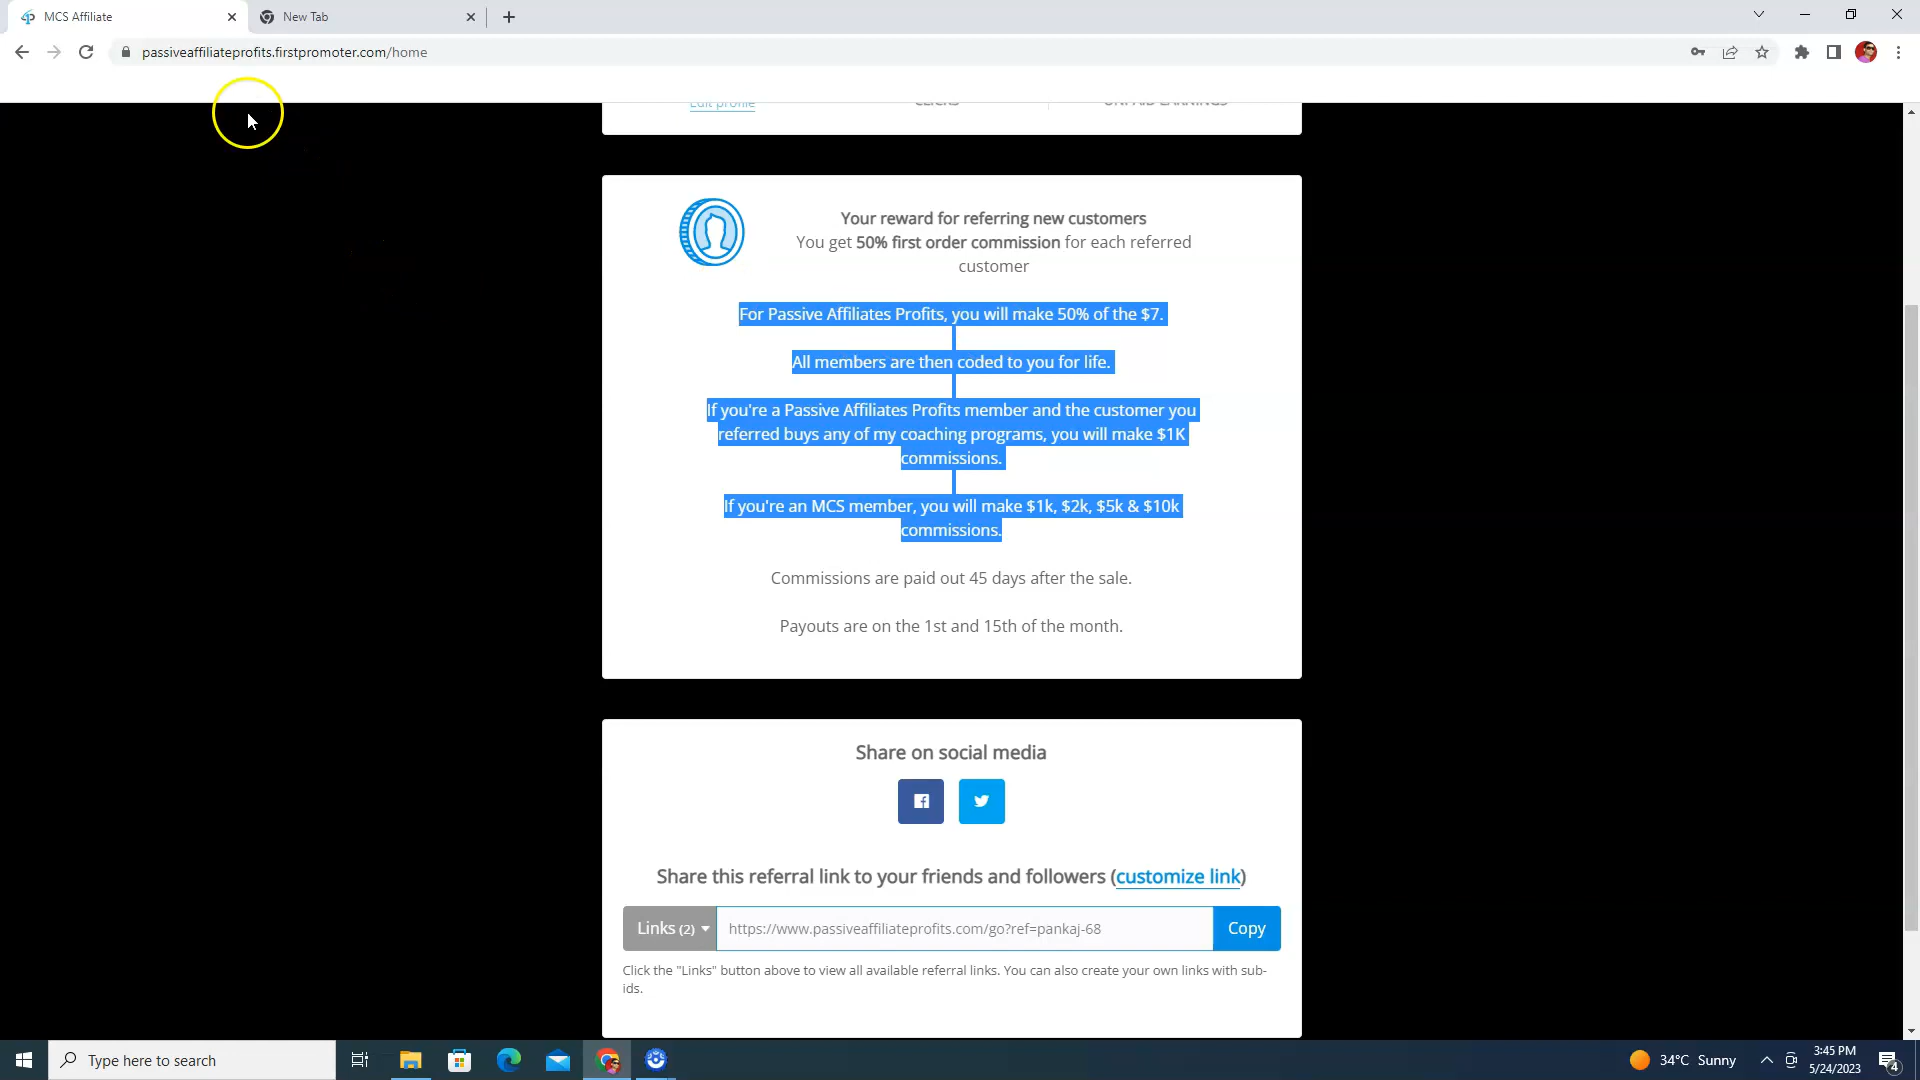 MCS Affiliate
New Tab
passiveaffiliateprofits.firstpromoter.com/home
Edit profile
CLICKS
UNPAID EARNINGS
Your reward for referring new customers
You get 50% first order commission for each referred
customer
For Passive Affiliates Profits, you will make 50% of the $7.
All members are then coded to you for life.
If you're a Passive Affiliates Profits member and the customer you
referred buys any of my coaching programs, you will make $1K
commissions.
If you're an MCS member, you will make $1k, $2k, $5k & $10k
commissions.
Commissions are paid out 45 days after the sale.
Payouts are on the 1st and 15th of the month.
Share on social media
Share this referral link to your friends and followers (customize link)
Links (2)
https://www.passiveaffiliateprofits.com/go?ref=pankaj-68
Copy
Click the "Links" button above to view all available referral links. You can also create your own links with sub-
ids.
Type here to search
34°C Sunny
3:45 PM
5/24/2023
4